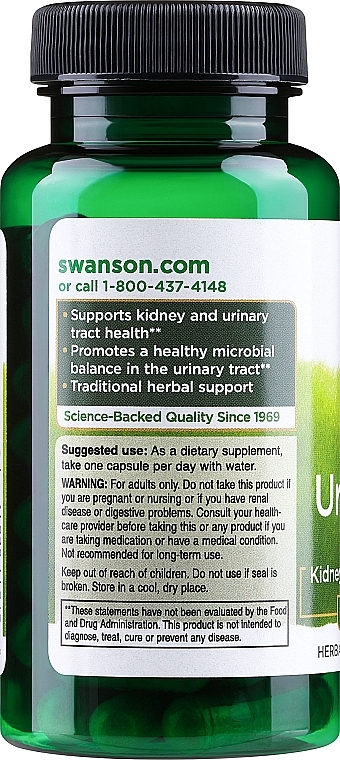 swanson.com
or call 1-800-437-4148
• Supports kidney and urinary
tract health**
• Promotes a healthy microbial
balance in the urinary tract**
• Traditional herbal support
Science-Backed Quality Since 1969
Suggested use: As a dietary supplement,
take one capsule per day with water.
WARNING: For adults only. Do not take this product if
you are pregnant or nursing or if you have renal
disease or digestive problems. Consult your health-
care provider before taking this or any product if you
are taking medication or have a medical condition.
Not recommended for long-term use.
Keep out of reach of children. Do not use if seal is
broken. Store in a cool, dry place.
**These statements have not been evaluated by the Food
and Drug Administration. This product is not intended to
diagnose, treat, cure or prevent any disease.
Kidney
HERBA